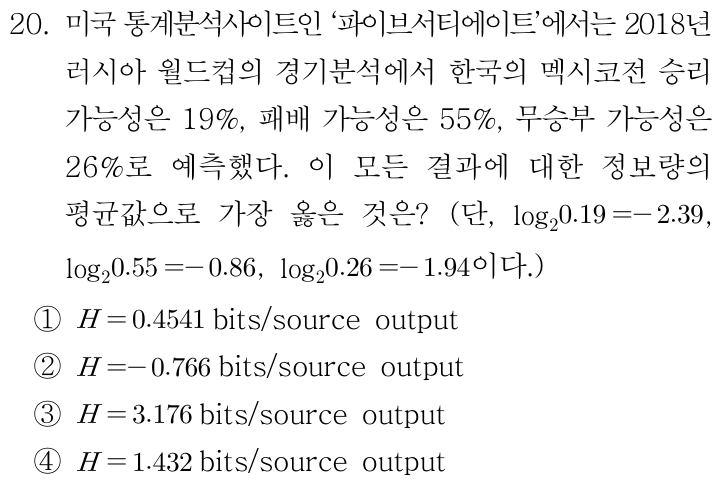 20. 미국 통계분석사이트인 ‘파이브서티에이트’에서는 2018년
러시아 월드컵의 경기분석에서 한국의 멕시코전 승리
가능성은 19%, 패배 가능성은 55%, 무승부 가능성은
26%로 예측했다. 이 모든 결과에 대한 정보량의
평균값으로 가장 옳은 것은? (단, log₂0.19=−2.39,
log₂0.55=−0.86, log₂0.26=−1.94이다.)
① H=0.4541 bits/source output
② H=−0.766 bits/source output
③ H=3.176 bits/source output
④ H=1.432 bits/source output